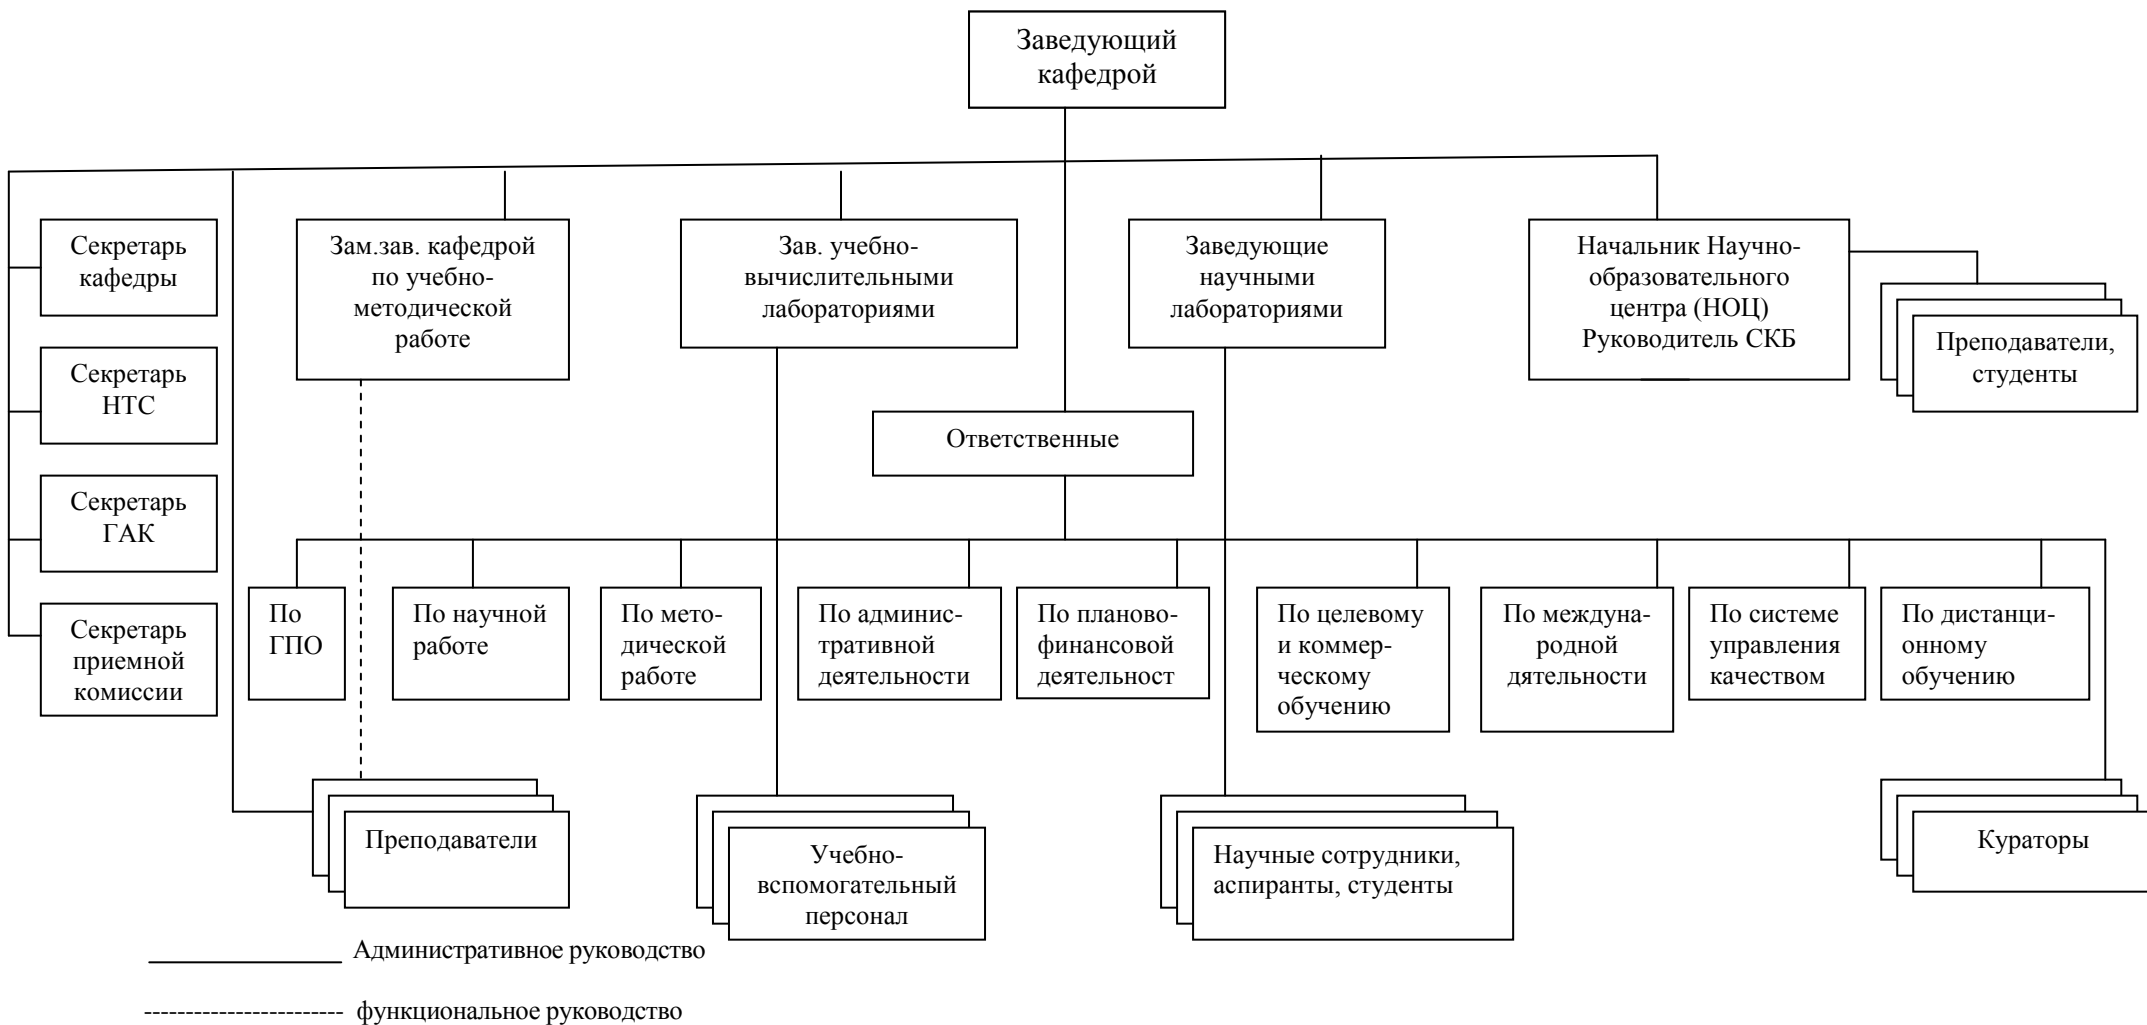 Заведующий
кафедрой
Секретарь
кафедры
Зам.зав. кафедрой
по учебно-
методической
работе
Зав. учебно-
вычислительными
лабораториями
Заведующие
научными
лабораториями
Начальник Научно-
образовательного
центра (НОЦ)
Руководитель СКБ
Преподаватели,
студенты
Секретарь
НТС
Ответственные
Секретарь
ГАК
Секретарь
приемной
комиссии
По
ГПО
По научной
работе
По мето-
дической
работе
По админис-
тративной
деятельности
По планово-
финансовой
деятельност
По целевому
и коммер-
ческому
обучению
По междуна-
родной
дятельности
По системе
управления
качеством
По дистанци-
онному
обучению
Преподаватели
Учебно-
вспомогательный
персонал
Научные сотрудники,
аспиранты, студенты
Кураторы
Административное руководство
функциональное руководство